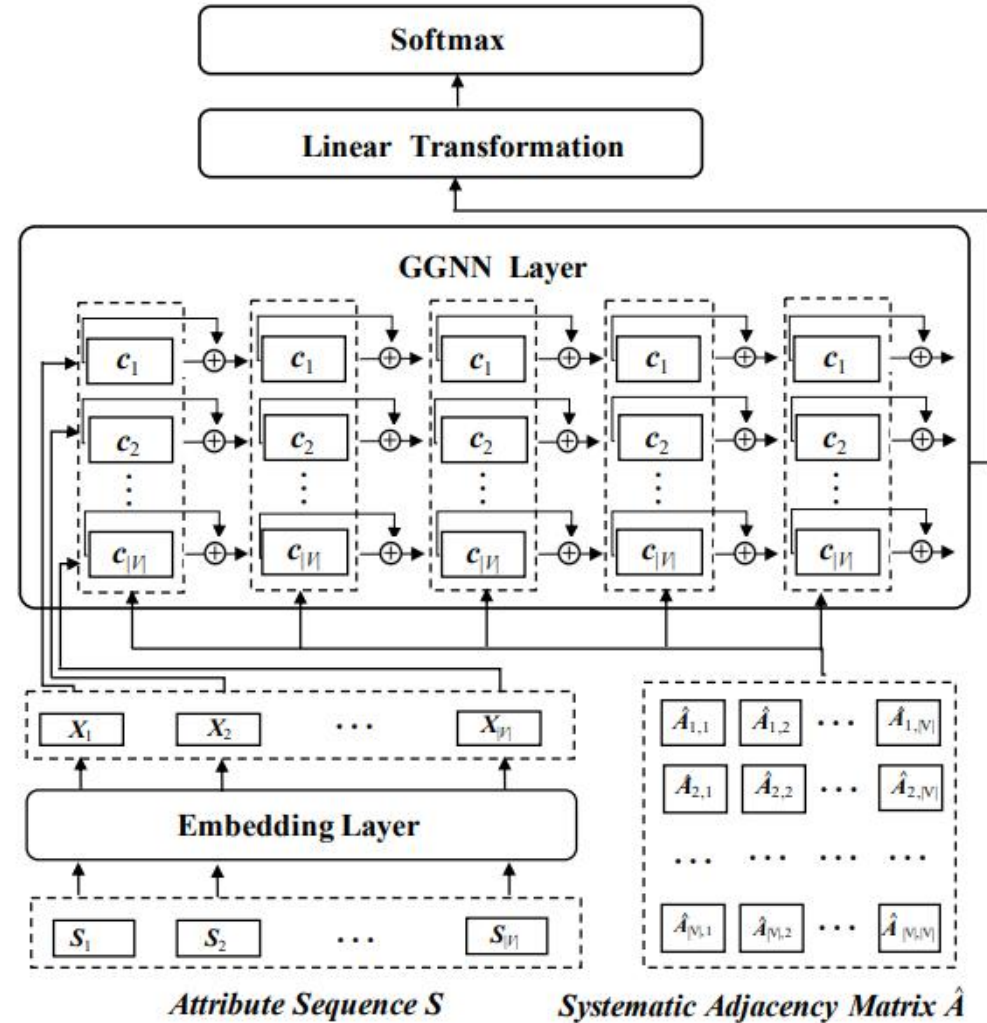 Softmax
Linear Transformation
GGNN Layer
c₁ c₁ c₁ c₁ c₁
c₂ c₂ c₂ c₂ c₂
⋮ ⋮ ⋮ ⋮ ⋮
c|V| c|V| c|V| c|V| c|V|
X₁ X₂ ··· X|V|
Â₁,₁ Â₁,₂ ··· Â₁,|V|
Â₂,₁ Â₂,₂ ··· Â₂,|V|
Embedding Layer
··· ··· ··· ···
S₁ S₂ ··· S|V|
Â|V|,₁ Â|V|,₂ ··· Â|V|,|V|
Attribute Sequence S
Systematic Adjacency Matrix Â